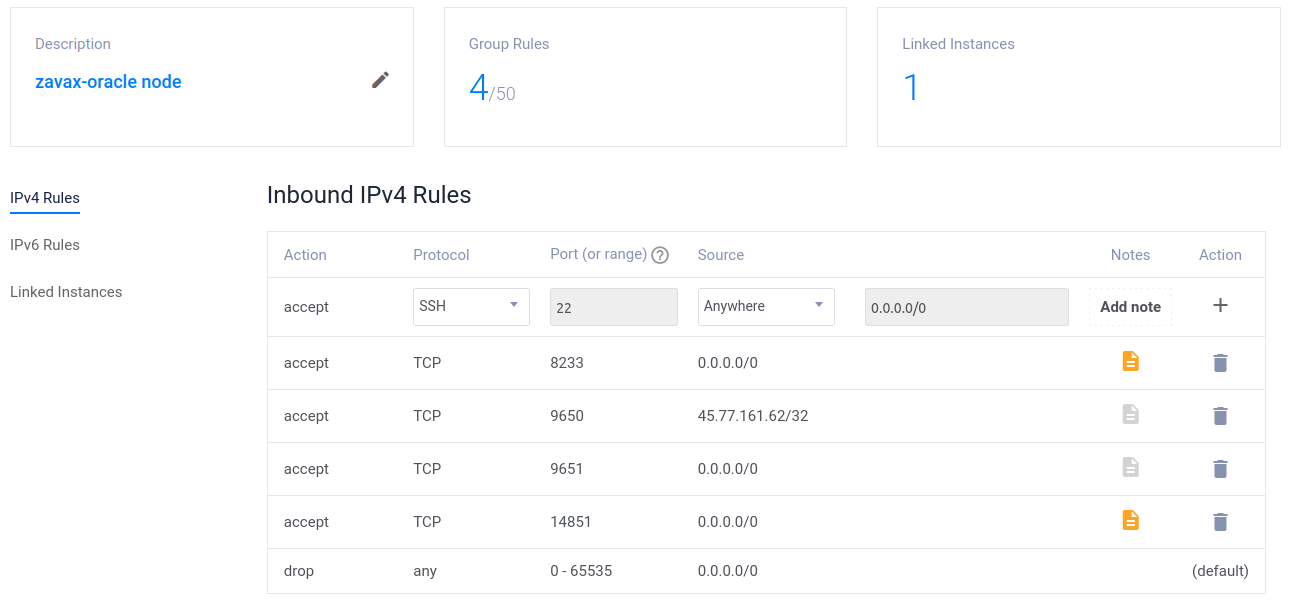 Description
zavax-oracle node
Group Rules
4/50
Linked Instances
1
IPv4 Rules
IPv6 Rules
Linked Instances
Inbound IPv4 Rules
Action Protocol Port (or range) ? Source Notes Action
accept SSH 22 Anywhere 0.0.0.0/0 Add note +
accept TCP 8233 0.0.0.0/0
accept TCP 9650 45.77.161.62/32
accept TCP 9651 0.0.0.0/0
accept TCP 14851 0.0.0.0/0
drop any 0 - 65535 0.0.0.0/0 (default)